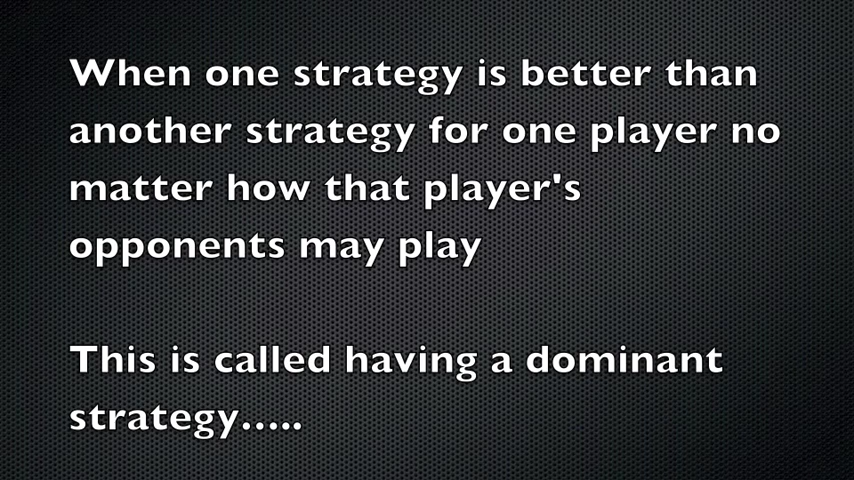 When one strategy is better than
another strategy for one player no
matter how that player's
opponents may play
This is called having a dominant
strategy.....